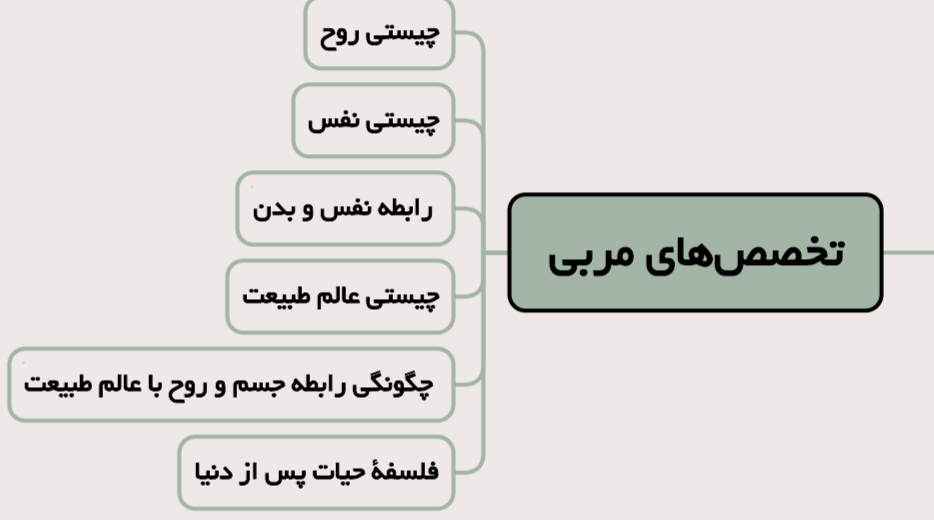 تخصص‌های مربی
چیستی روح
چیستی نفس
رابطه نفس و بدن
چیستی عالم طبیعت
چگونگی رابطه جسم و روح با عالم طبیعت
فلسفهٔ حیات پس از دنیا